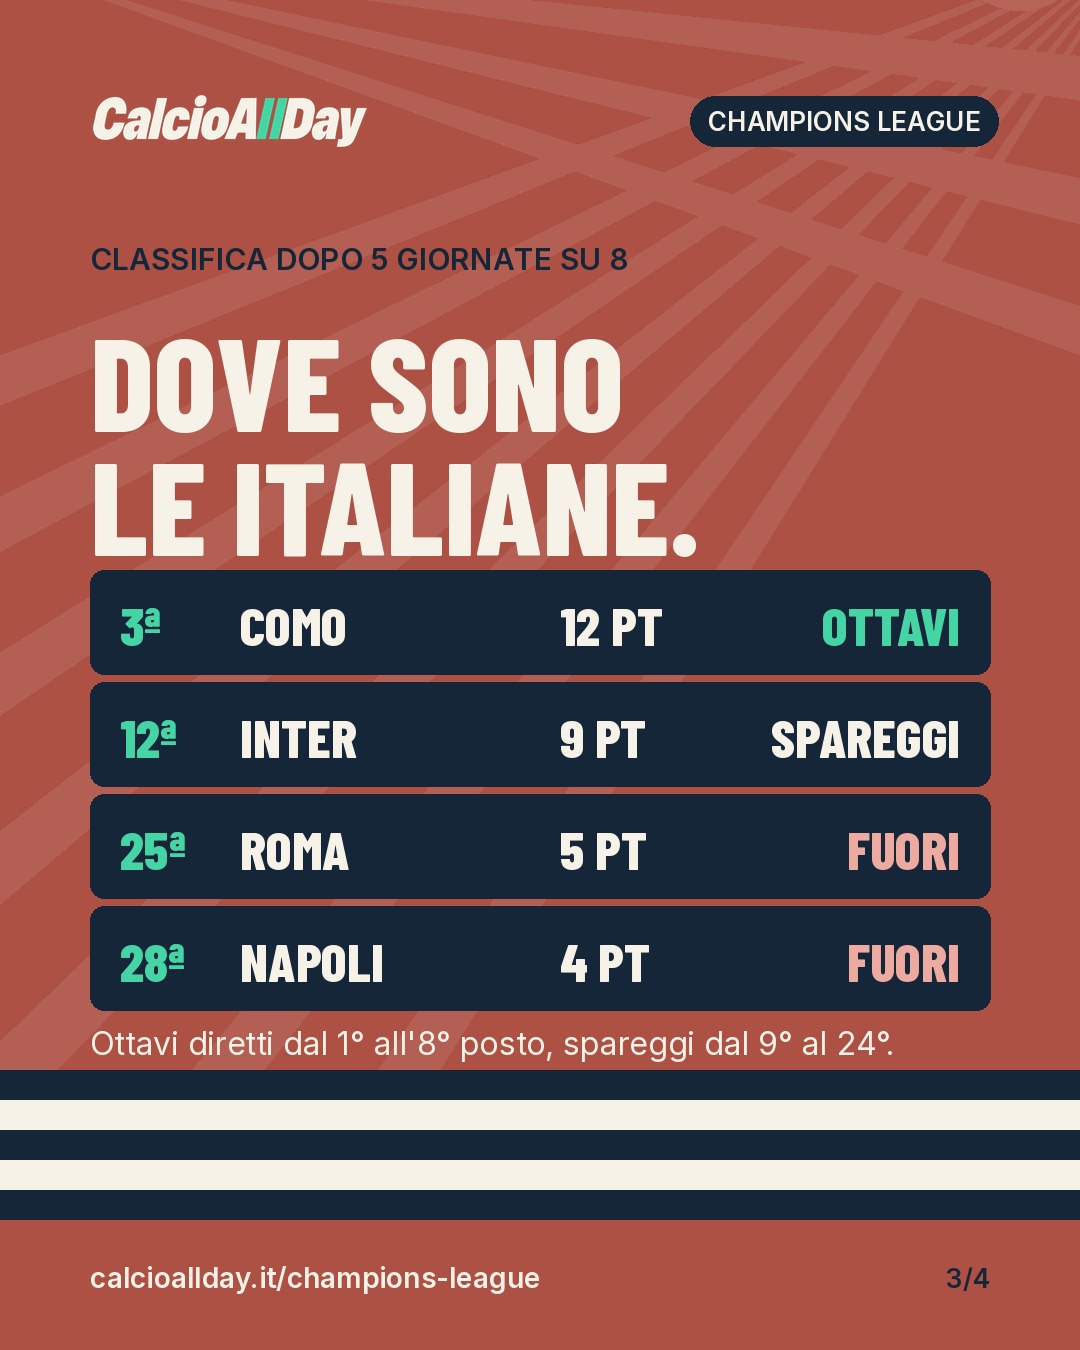 CalcioAllDay
CHAMPIONS LEAGUE
CLASSIFICA DOPO 5 GIORNATE SU 8
DOVE SONO
LE ITALIANE.
3ª COMO 12 PT OTTAVI
12ª INTER 9 PT SPAREGGI
25ª ROMA 5 PT FUORI
28ª NAPOLI 4 PT FUORI
Ottavi diretti dal 1° all'8° posto, spareggi dal 9° al 24°.
calcioallday.it/champions-league
3/4